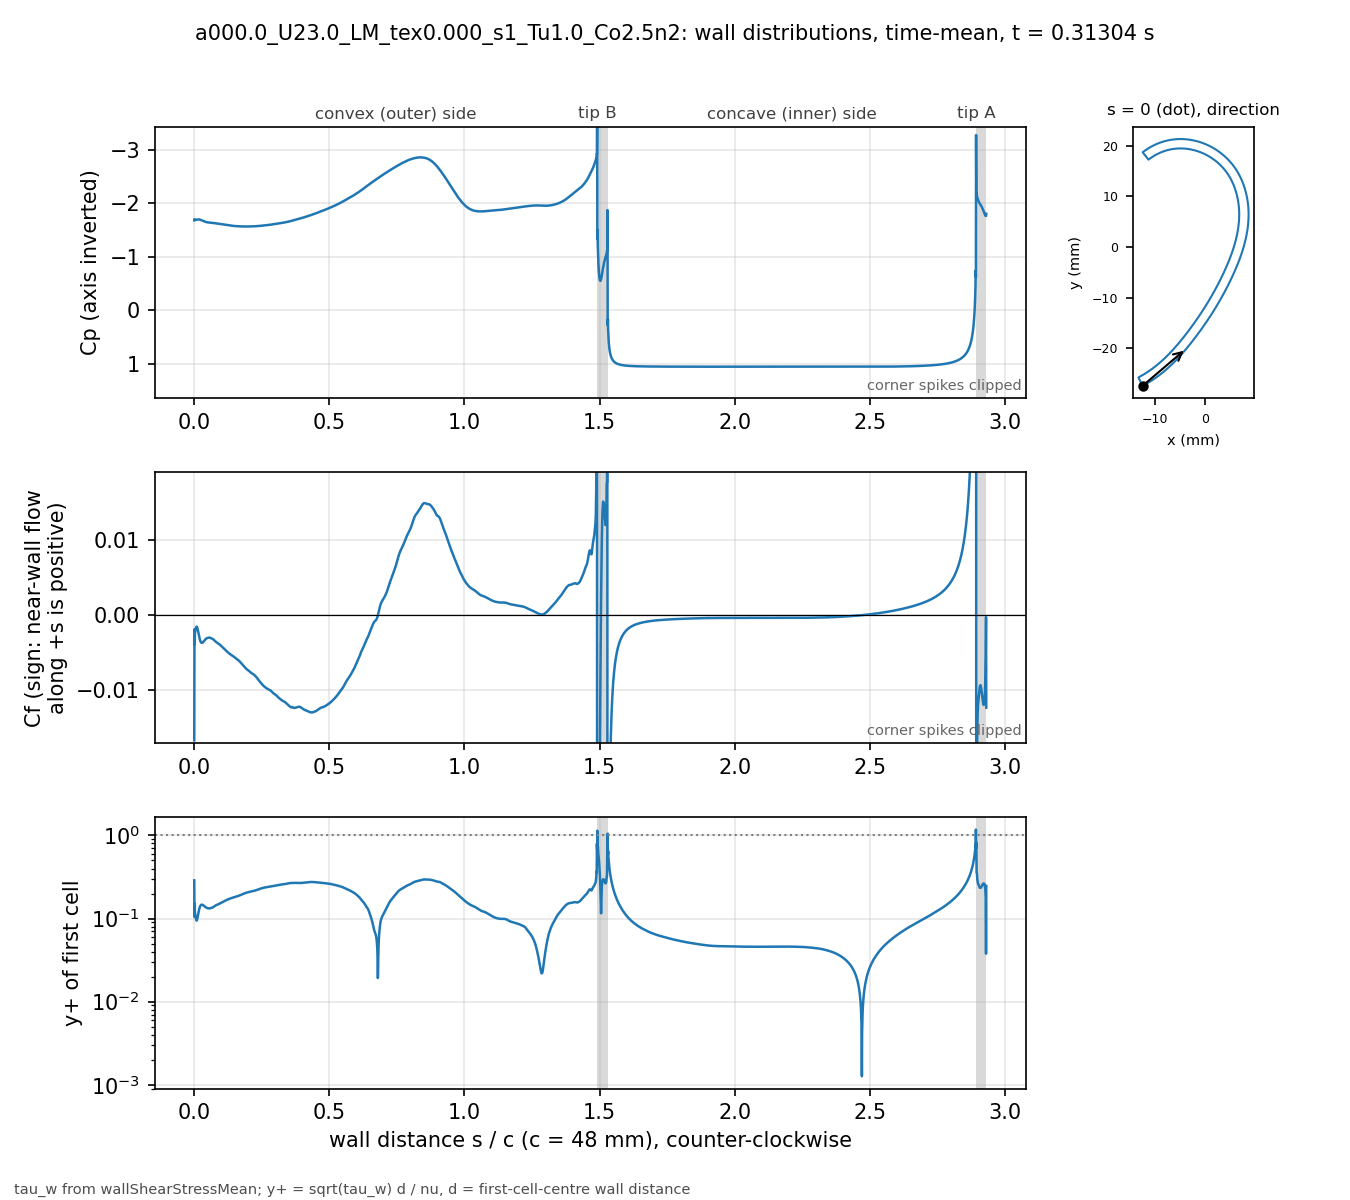 a000.0_U23.0_LM_tex0.000_s1_Tu1.0_Co2.5n2: wall distributions, time-mean, t = 0.31304 s
convex (outer) side
tip B
concave (inner) side
tip A
s = 0 (dot), direction
Cp (axis inverted)
−3
−2
−1
0
1
corner spikes clipped
0.0
0.5
1.0
1.5
2.0
2.5
3.0
y (mm)
20
10
0
−10
−20
−10
0
x (mm)
Cf (sign: near-wall flow
along +s is positive)
0.01
0.00
−0.01
corner spikes clipped
0.0
0.5
1.0
1.5
2.0
2.5
3.0
y+ of first cell
10⁰
10⁻¹
10⁻²
10⁻³
0.0
0.5
1.0
1.5
2.0
2.5
3.0
wall distance s / c (c = 48 mm), counter-clockwise
tau_w from wallShearStressMean; y+ = sqrt(tau_w) d / nu, d = first-cell-centre wall distance